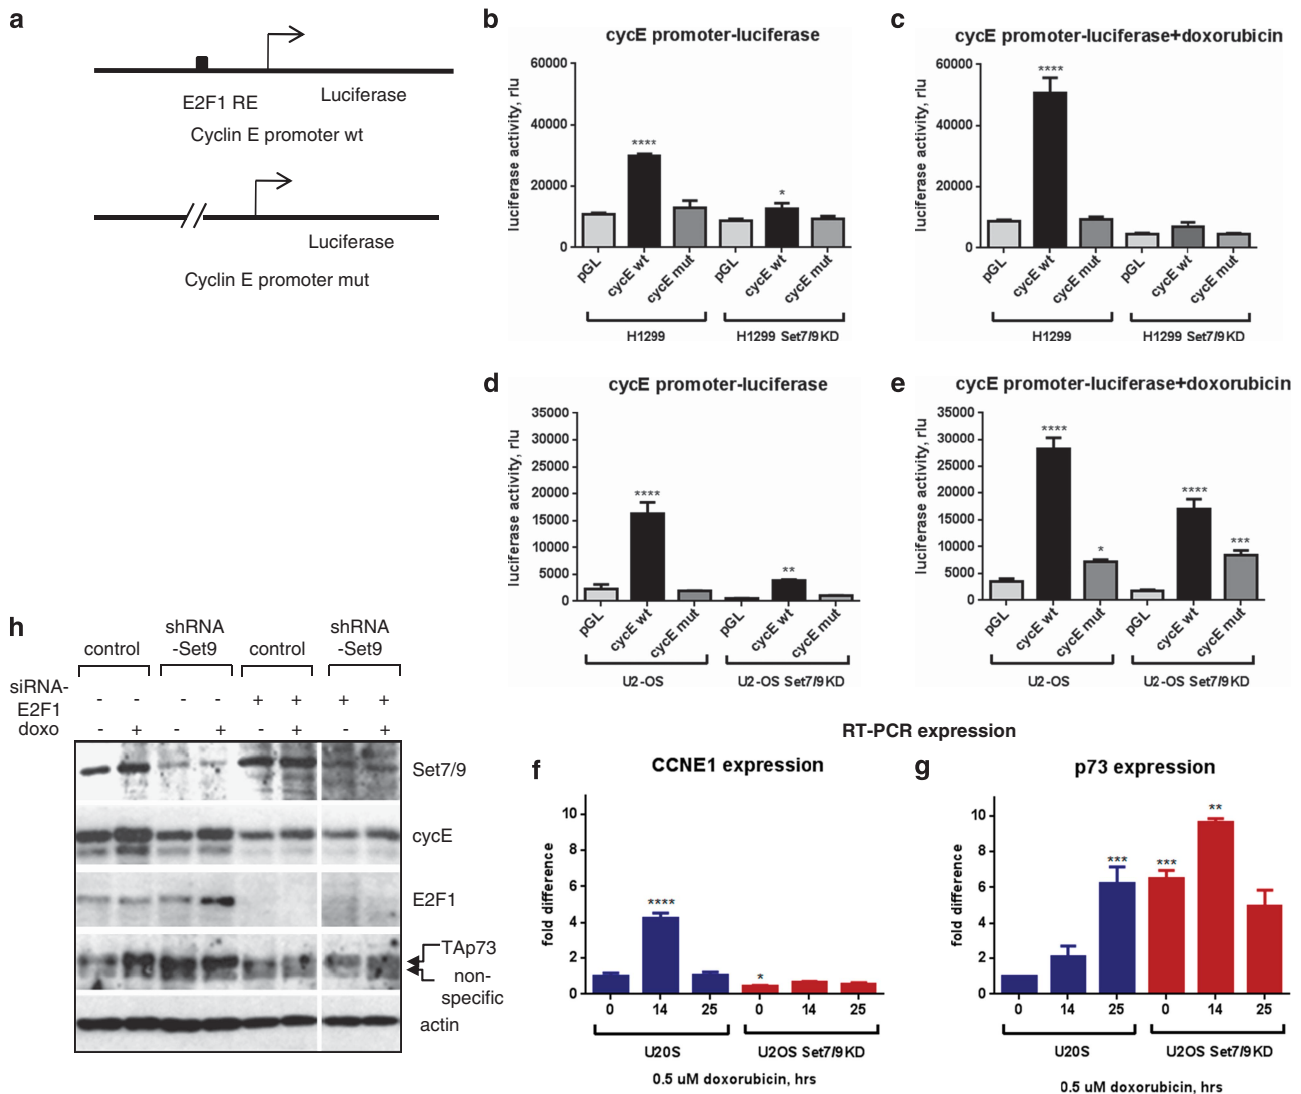 a
E2F1 RE
Luciferase
Cyclin E promoter wt
Luciferase
Cyclin E promoter mut
b
cycE promoter-luciferase
luciferase activity, rlu
60000
40000
20000
0
****
*
pGL
cycE wt
cycE mut
pGL
cycE wt
cycE mut
H1299
H1299 Set7/9KD
c
cycE promoter-luciferase+doxorubicin
luciferase activity, rlu
60000
40000
20000
0
****
pGL
cycE wt
cycE mut
pGL
cycE wt
cycE mut
H1299
H1299 Set7/9KD
d
cycE promoter-luciferase
luciferase activity, rlu
35000
30000
25000
20000
15000
10000
5000
0
****
**
pGL
cycE wt
cycE mut
pGL
cycE wt
cycE mut
U2-OS
U2-OS Set7/9KD
e
cycE promoter-luciferase+doxorubicin
luciferase activity, rlu
35000
30000
25000
20000
15000
10000
5000
0
****
*
****
***
pGL
cycE wt
cycE mut
pGL
cycE wt
cycE mut
U2-OS
U2-OS Set7/9KD
h
control
shRNA
-Set9
control
shRNA
-Set9
siRNA-
E2F1
- - - - + + + +
doxo
- + - + - + - +
Set7/9
cycE
E2F1
TAp73
non-
specific
actin
RT-PCR expression
f
CCNE1 expression
fold difference
10
8
6
4
2
0
****
*
0 14 25 0 14 25
U20S
U2OS Set7/9KD
0.5 uM doxorubicin, hrs
g
p73 expression
fold difference
10
8
6
4
2
0
***
***
**
0 14 25 0 14 25
U20S
U2OS Set7/9KD
0.5 uM doxorubicin, hrs